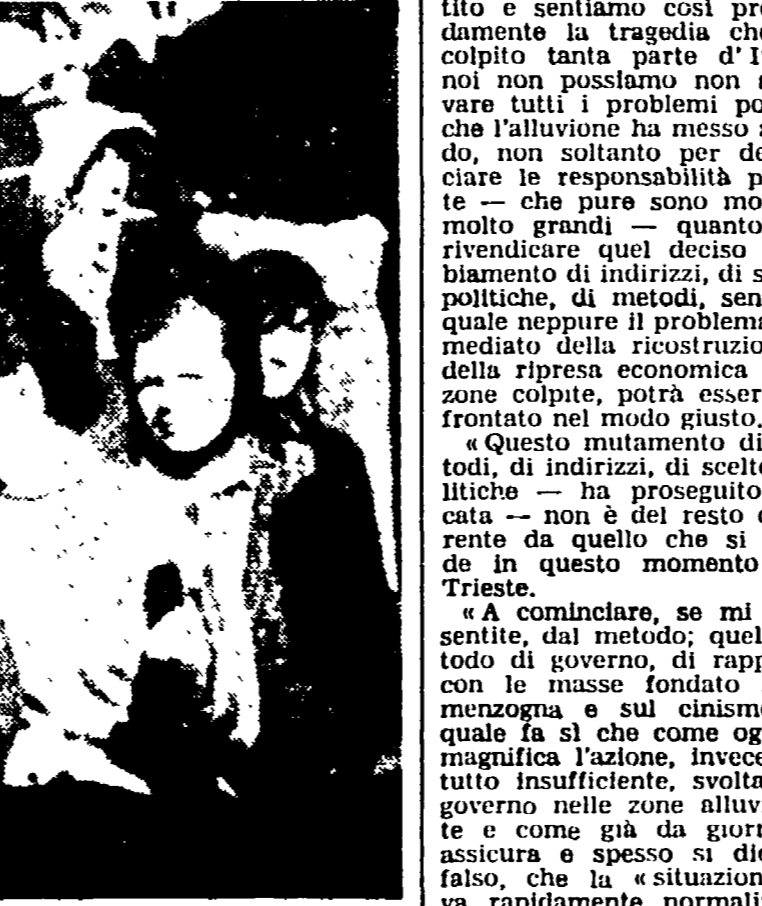 tito e sentiamo così pro
damente la tragedia che
colpito tanta parte d'I
noi non possiamo non
vare tutti i problemi po
che l'alluvione ha messo a
do, non soltanto per de
ciare le responsabilità p
te — che pure sono mo
molto grandi — quanto
rivendicare quel deciso
biamento di indirizzi, di s
politiche, di metodi, sen
quale neppure il problema
mediato della ricostruzio
della ripresa economica
zone colpite, potrà esser
frontato nel modo giusto.
« Questo mutamento di
todi, di indirizzi, di scelte
litiche — ha proseguito
cata — non è del resto
rente da quello che si
de in questo momento
Trieste.
« A cominciare, se mi
sentite, dal metodo; quel
todo di governo, di rapp
con le masse fondato
menzogna e sul cinismo
quale fa sì che come og
magnifica l'azione, invece
tutto insufficiente, svolta
governo nelle zone alluv
te e come già da giorn
assicura e spesso si di
falso, che la « situazion
va rapidamente normali